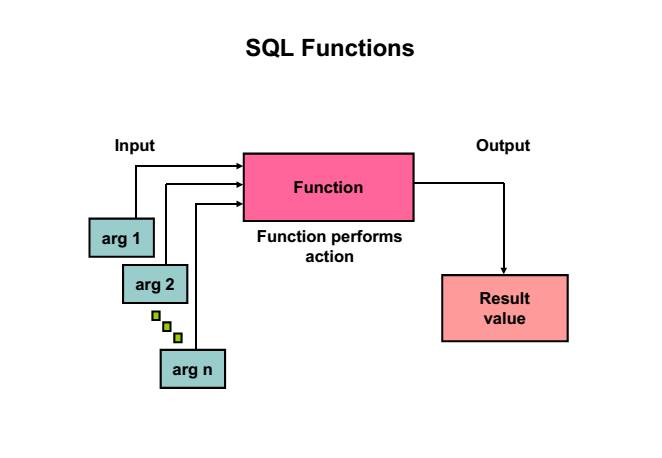 SQL Functions
Input
Output
Function
arg 1
Function performs
action
arg 2
Result
value
arg n